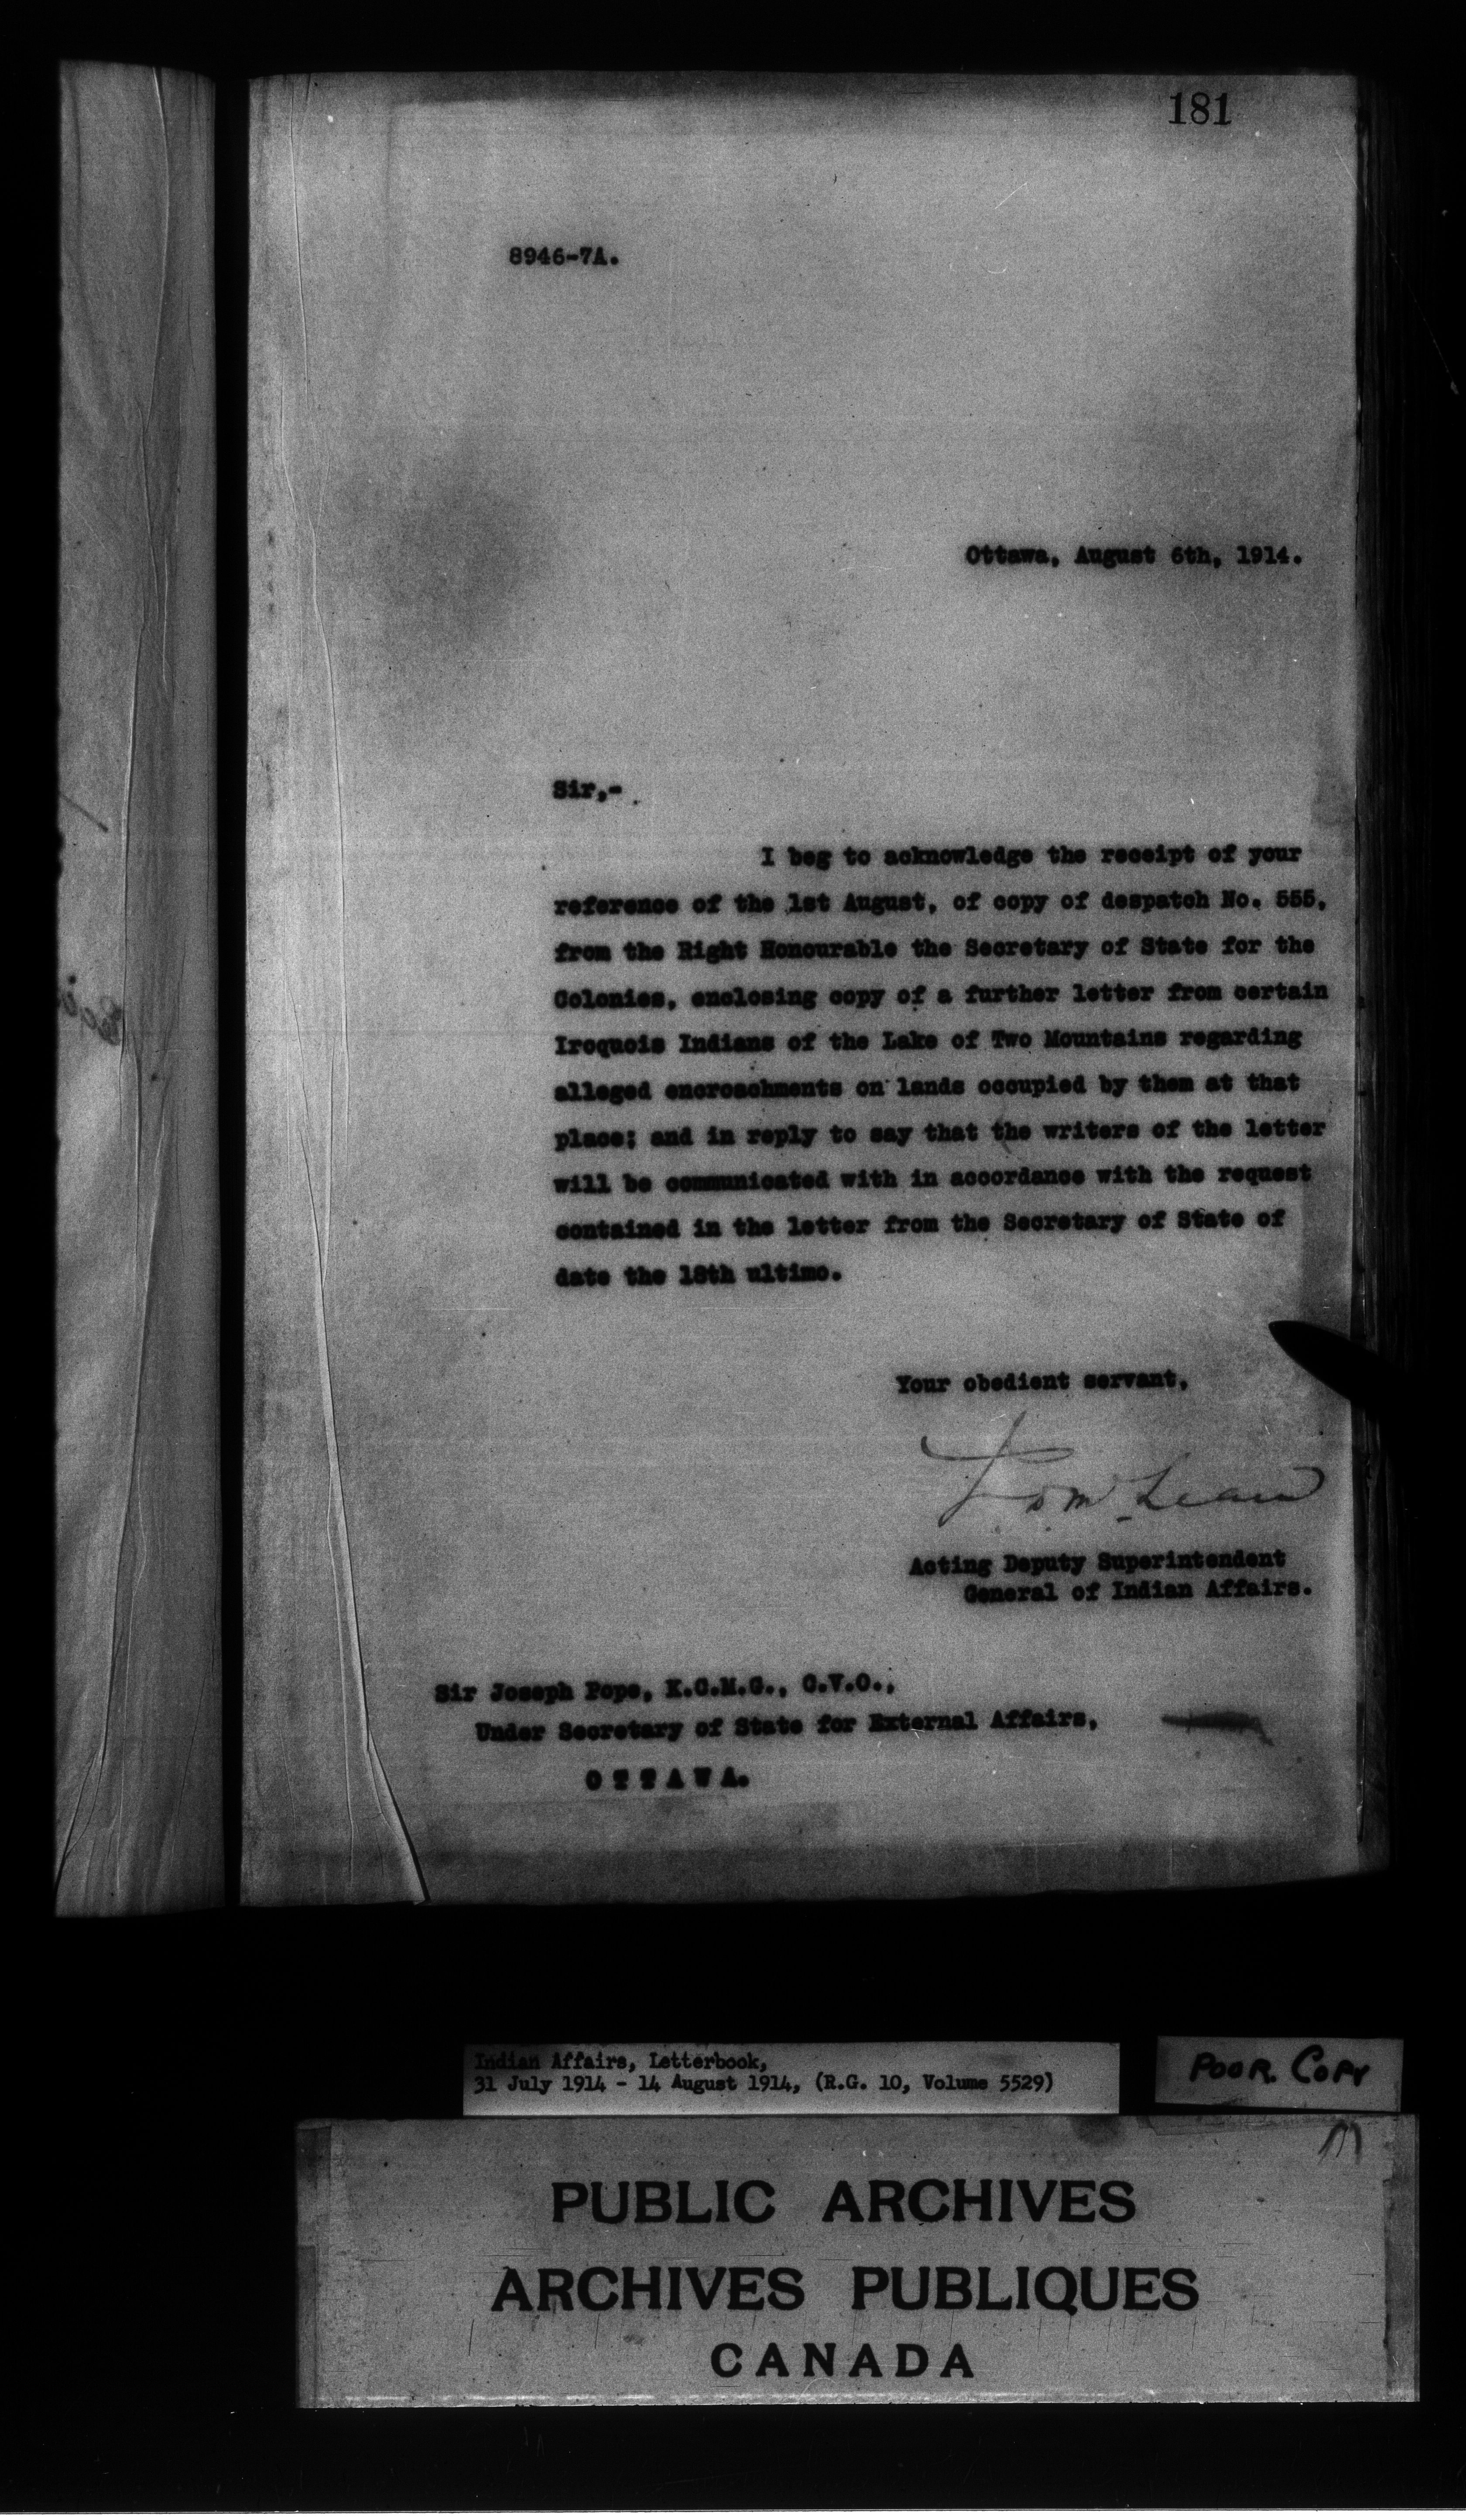 181
8946-7A.
Ottawa, August 6th, 1914.
Sir,-
I beg to acknowledge the receipt of your
reference of the 1st August, of copy of despatch No. 555,
from the Right Honourable the Secretary of State for the
Colonies, enclosing copy of a further letter from certain
Iroquois Indians of the Lake of Two Mountains regarding
alleged encroachments on lands occupied by them at that
place; and in reply to say that the writers of the letter
will be communicated with in accordance with the request
contained in the letter from the Secretary of State of
date the 18th ultimo.
Your obedient servant,
Acting Deputy Superintendent
General of Indian Affairs.
Sir Joseph Pope, K.C.M.G., C.V.O.,
Under Secretary of State for External Affairs,
OTTAWA.
Indian Affairs, Letterbook,
31 July 1914 - 14 August 1914, (R.G. 10, Volume 5529)
POOR COPY
PUBLIC ARCHIVES
ARCHIVES PUBLIQUES
CANADA